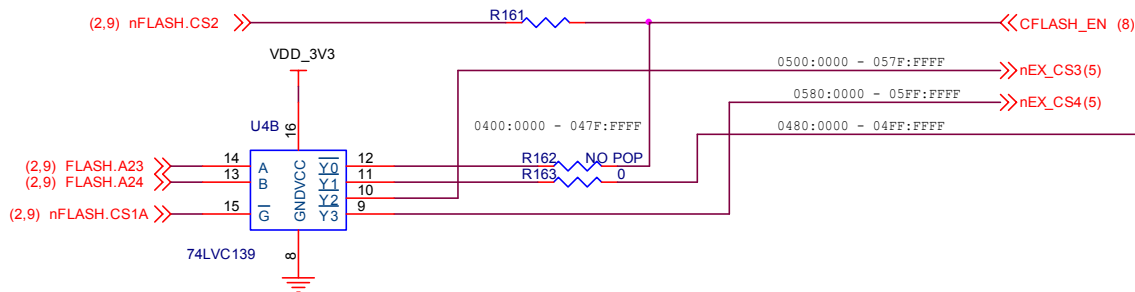 R161
(2,9) nFLASH.CS2
CFLASH_EN (8)
VDD_3V3
0500:0000 - 057F:FFFF
nEX_CS3(5)
0580:0000 - 05FF:FFFF
nEX_CS4(5)
U4B
16
0400:0000 - 047F:FFFF
0480:0000 - 04FF:FFFF
(2,9) FLASH.A23
14
A
VCC
Y0
12
R162
NO POP
(2,9) FLASH.A24
13
B
Y1
11
R163
0
Y2
10
(2,9) nFLASH.CS1A
15
G
GND
Y3
9
74LVC139
8